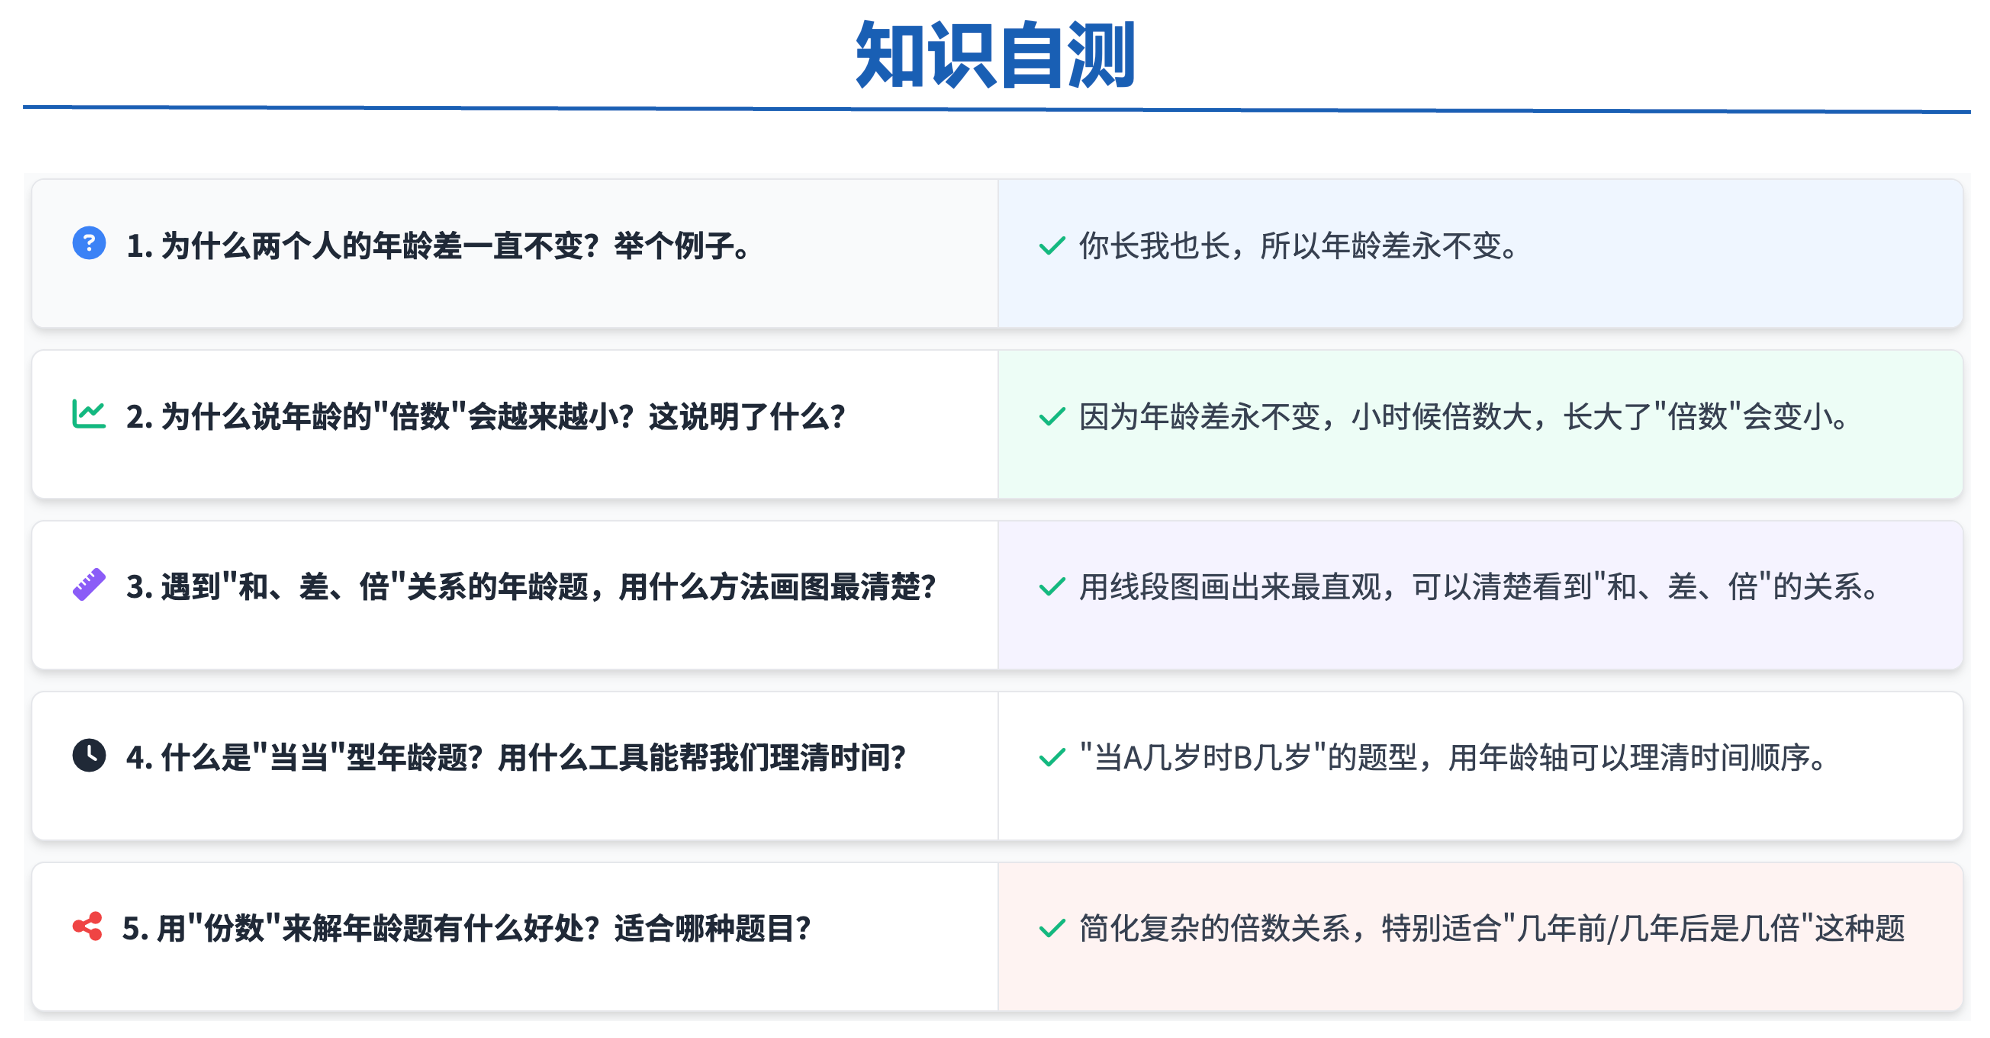 知识自测
1. 为什么两个人的年龄差一直不变？举个例子。
你长我也长，所以年龄差永不变。
2. 为什么说年龄的"倍数"会越来越小？这说明了什么？
因为年龄差永不变，小时候倍数大，长大了"倍数"会变小。
3. 遇到"和、差、倍"关系的年龄题，用什么方法画图最清楚？
用线段图画出来最直观，可以清楚看到"和、差、倍"的关系。
4. 什么是"当当"型年龄题？用什么工具能帮我们理清时间？
"当A几岁时B几岁"的题型，用年龄轴可以理清时间顺序。
5. 用"份数"来解年龄题有什么好处？适合哪种题目？
简化复杂的倍数关系，特别适合"几年前/几年后是几倍"这种题